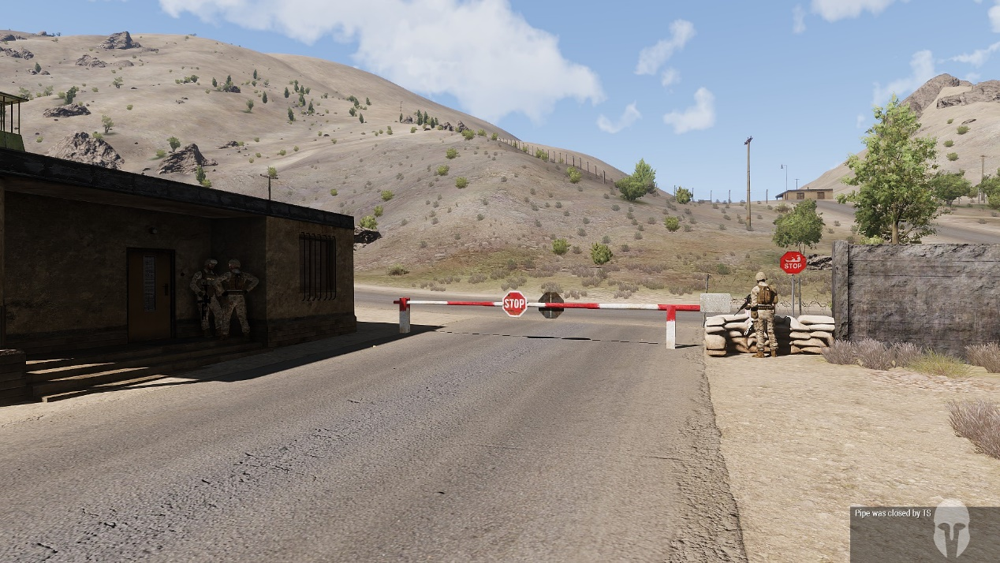 STOP
قف
STOP
Pipe was closed by TS